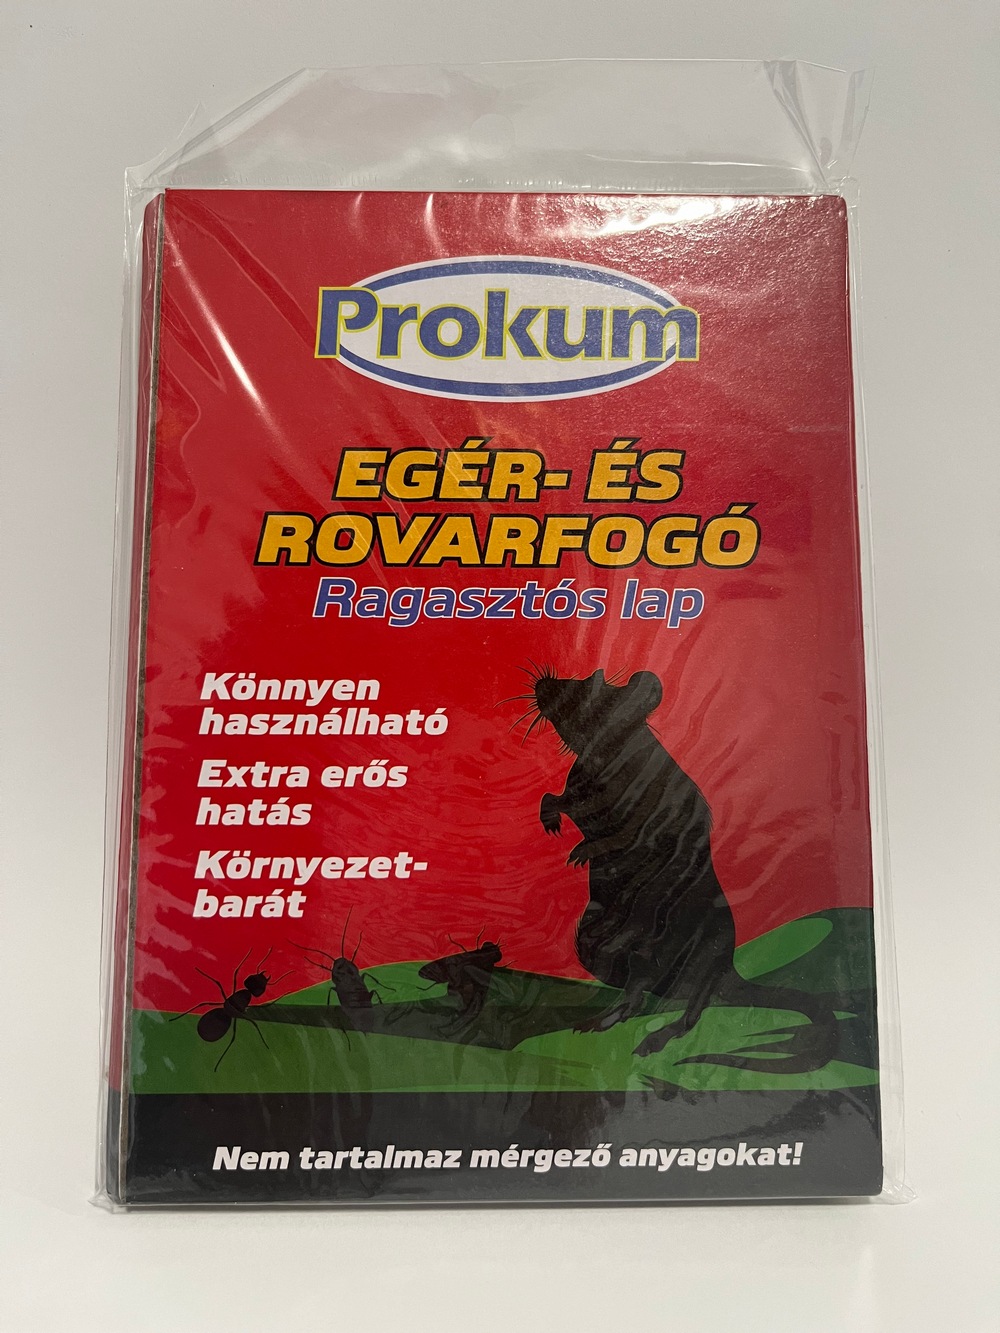 Prokum
EGÉR- ÉS
ROVARFOGÓ
Ragasztós lap
Könnyen
használható
Extra erős
hatás
Környezet-
barát
Nem tartalmaz mérgező anyagokat!